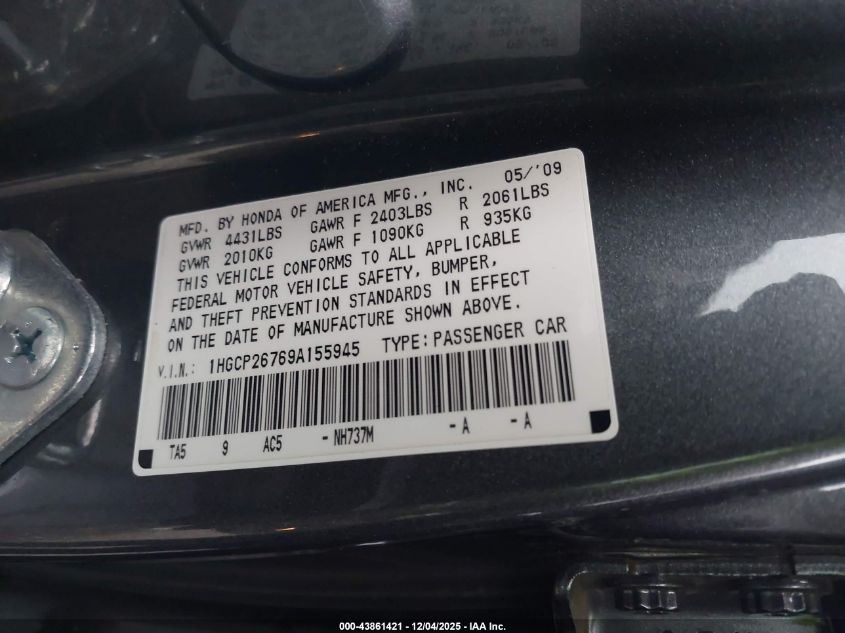 05/'09
MFD. BY HONDA OF AMERICA MFG., INC.
GVWR 4431LBS GAWR F 2403LBS R 2061LBS
GVWR 2010KG GAWR F 1090KG R 935KG
THIS VEHICLE CONFORMS TO ALL APPLICABLE
FEDERAL MOTOR VEHICLE SAFETY, BUMPER,
AND THEFT PREVENTION STANDARDS IN EFFECT
ON THE DATE OF MANUFACTURE SHOWN ABOVE.
V.I.N.: 1HGCP26769A155945 TYPE:PASSENGER CAR
TA5 9 AC5 -NH737M -A -A
000-43861421 - 12/04/2025 - IAA Inc.